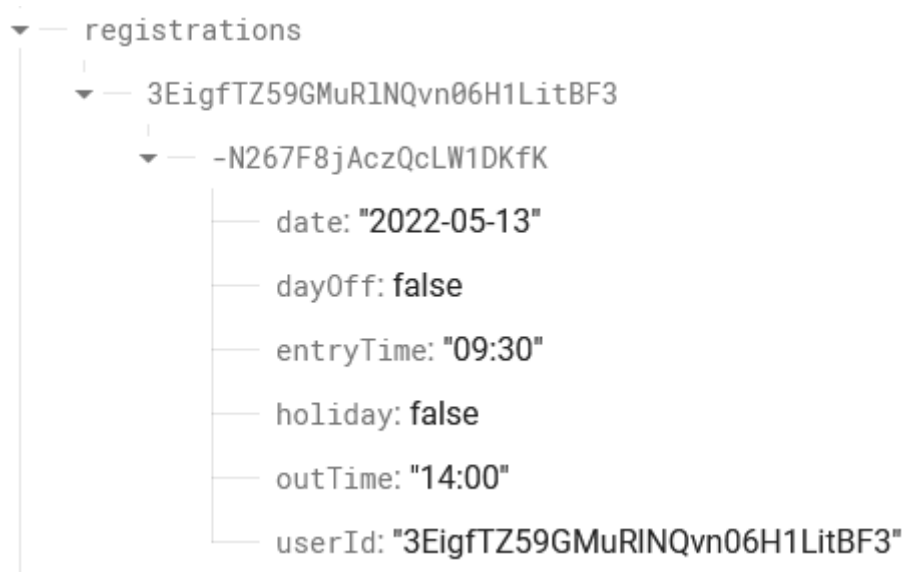 registrations
3EigfTZ59GMuRlNQvn06H1LitBF3
-N267F8jAczQcLW1DKfK
date: "2022-05-13"
dayOff: false
entryTime: "09:30"
holiday: false
outTime: "14:00"
userId: "3EigfTZ59GMuRlNQvn06H1LitBF3"